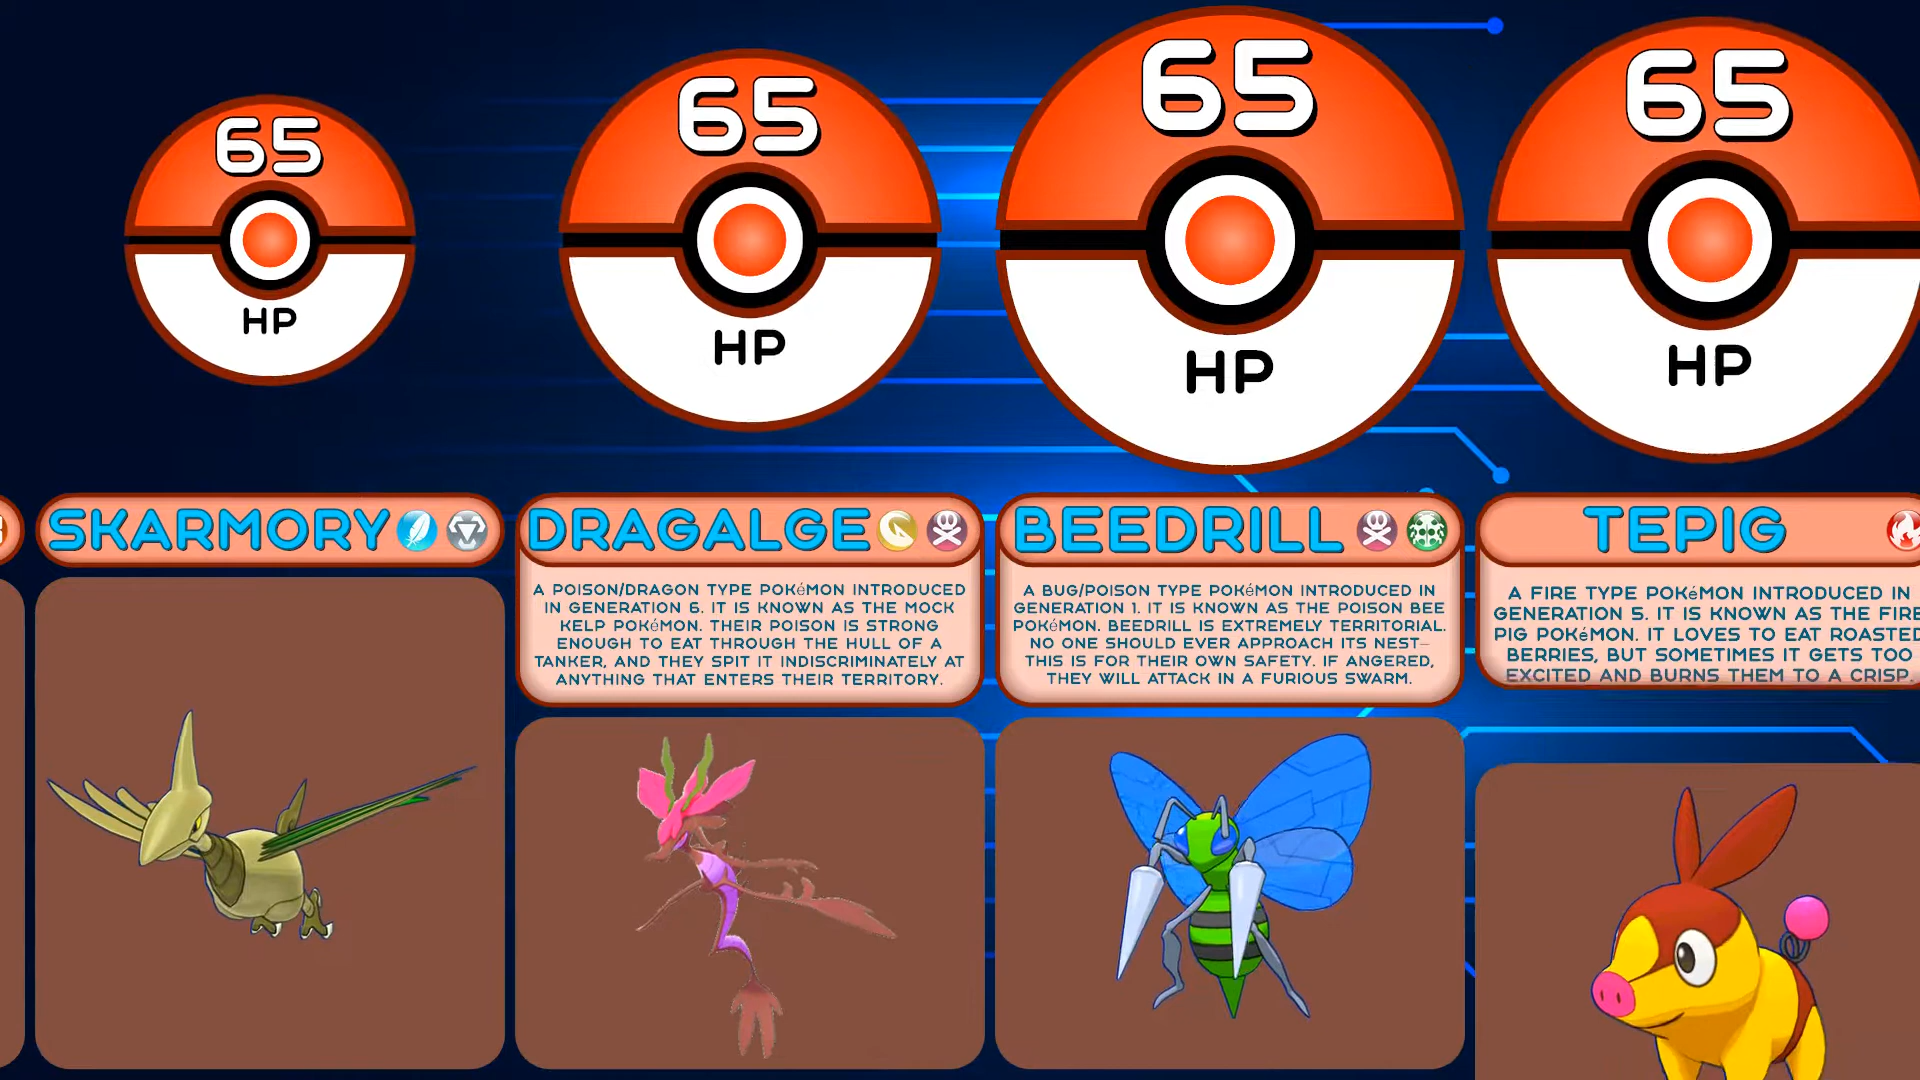 65
HP
65
HP
65
HP
65
HP
SKARMORY
DRAGALGE
A POISON/DRAGON TYPE POKéMON INTRODUCED
IN GENERATION 6. IT IS KNOWN AS THE MOCK
KELP POKéMON. THEIR POISON IS STRONG
ENOUGH TO EAT THROUGH THE HULL OF A
TANKER, AND THEY SPIT IT INDISCRIMINATELY AT
ANYTHING THAT ENTERS THEIR TERRITORY.
BEEDRILL
A BUG/POISON TYPE POKéMON INTRODUCED IN
GENERATION 1. IT IS KNOWN AS THE POISON BEE
POKéMON. BEEDRILL IS EXTREMELY TERRITORIAL.
NO ONE SHOULD EVER APPROACH ITS NEST—
THIS IS FOR THEIR OWN SAFETY. IF ANGERED,
THEY WILL ATTACK IN A FURIOUS SWARM.
TEPIG
A FIRE TYPE POKéMON INTRODUCED IN
GENERATION 5. IT IS KNOWN AS THE FIRE
PIG POKéMON. IT LOVES TO EAT ROASTED
BERRIES, BUT SOMETIMES IT GETS TOO
EXCITED AND BURNS THEM TO A CRISP.